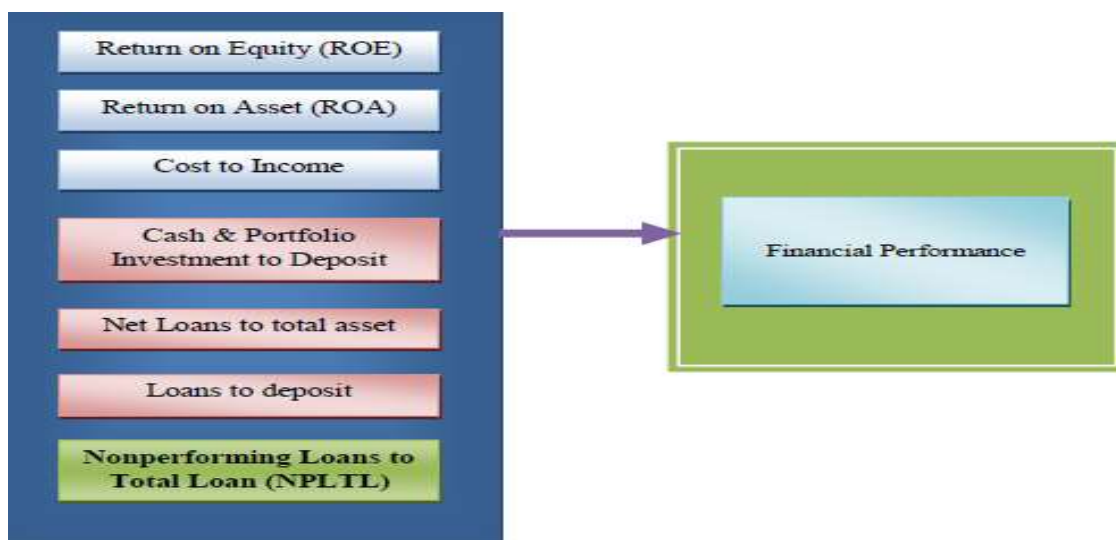 Return on Equity (ROE)
Return on Asset (ROA)
Cost to Income
Cash & Portfolio
Investment to Deposit
Net Loans to total asset
Loans to deposit
Nonperforming Loans to
Total Loan (NPLTL)
Financial Performance